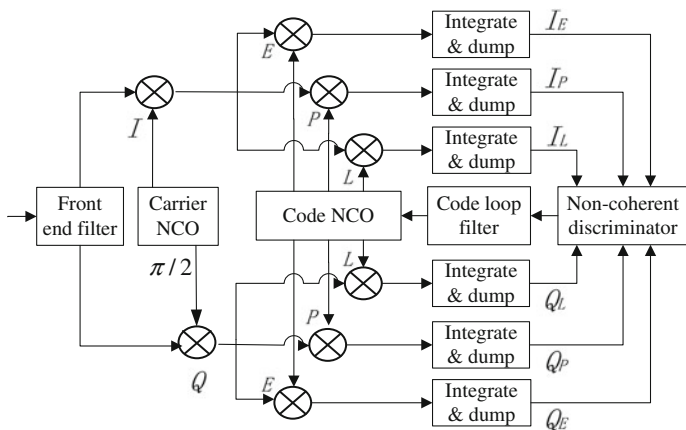 Integrate
& dump
I_E
E
Integrate
& dump
I_P
I
P
Integrate
& dump
I_L
L
Front
end filter
Carrier
NCO
Code NCO
Code loop
filter
Non-coherent
discriminator
π/2
L
Integrate
& dump
Q_L
P
Integrate
& dump
Q_P
Q
E
Integrate
& dump
Q_E